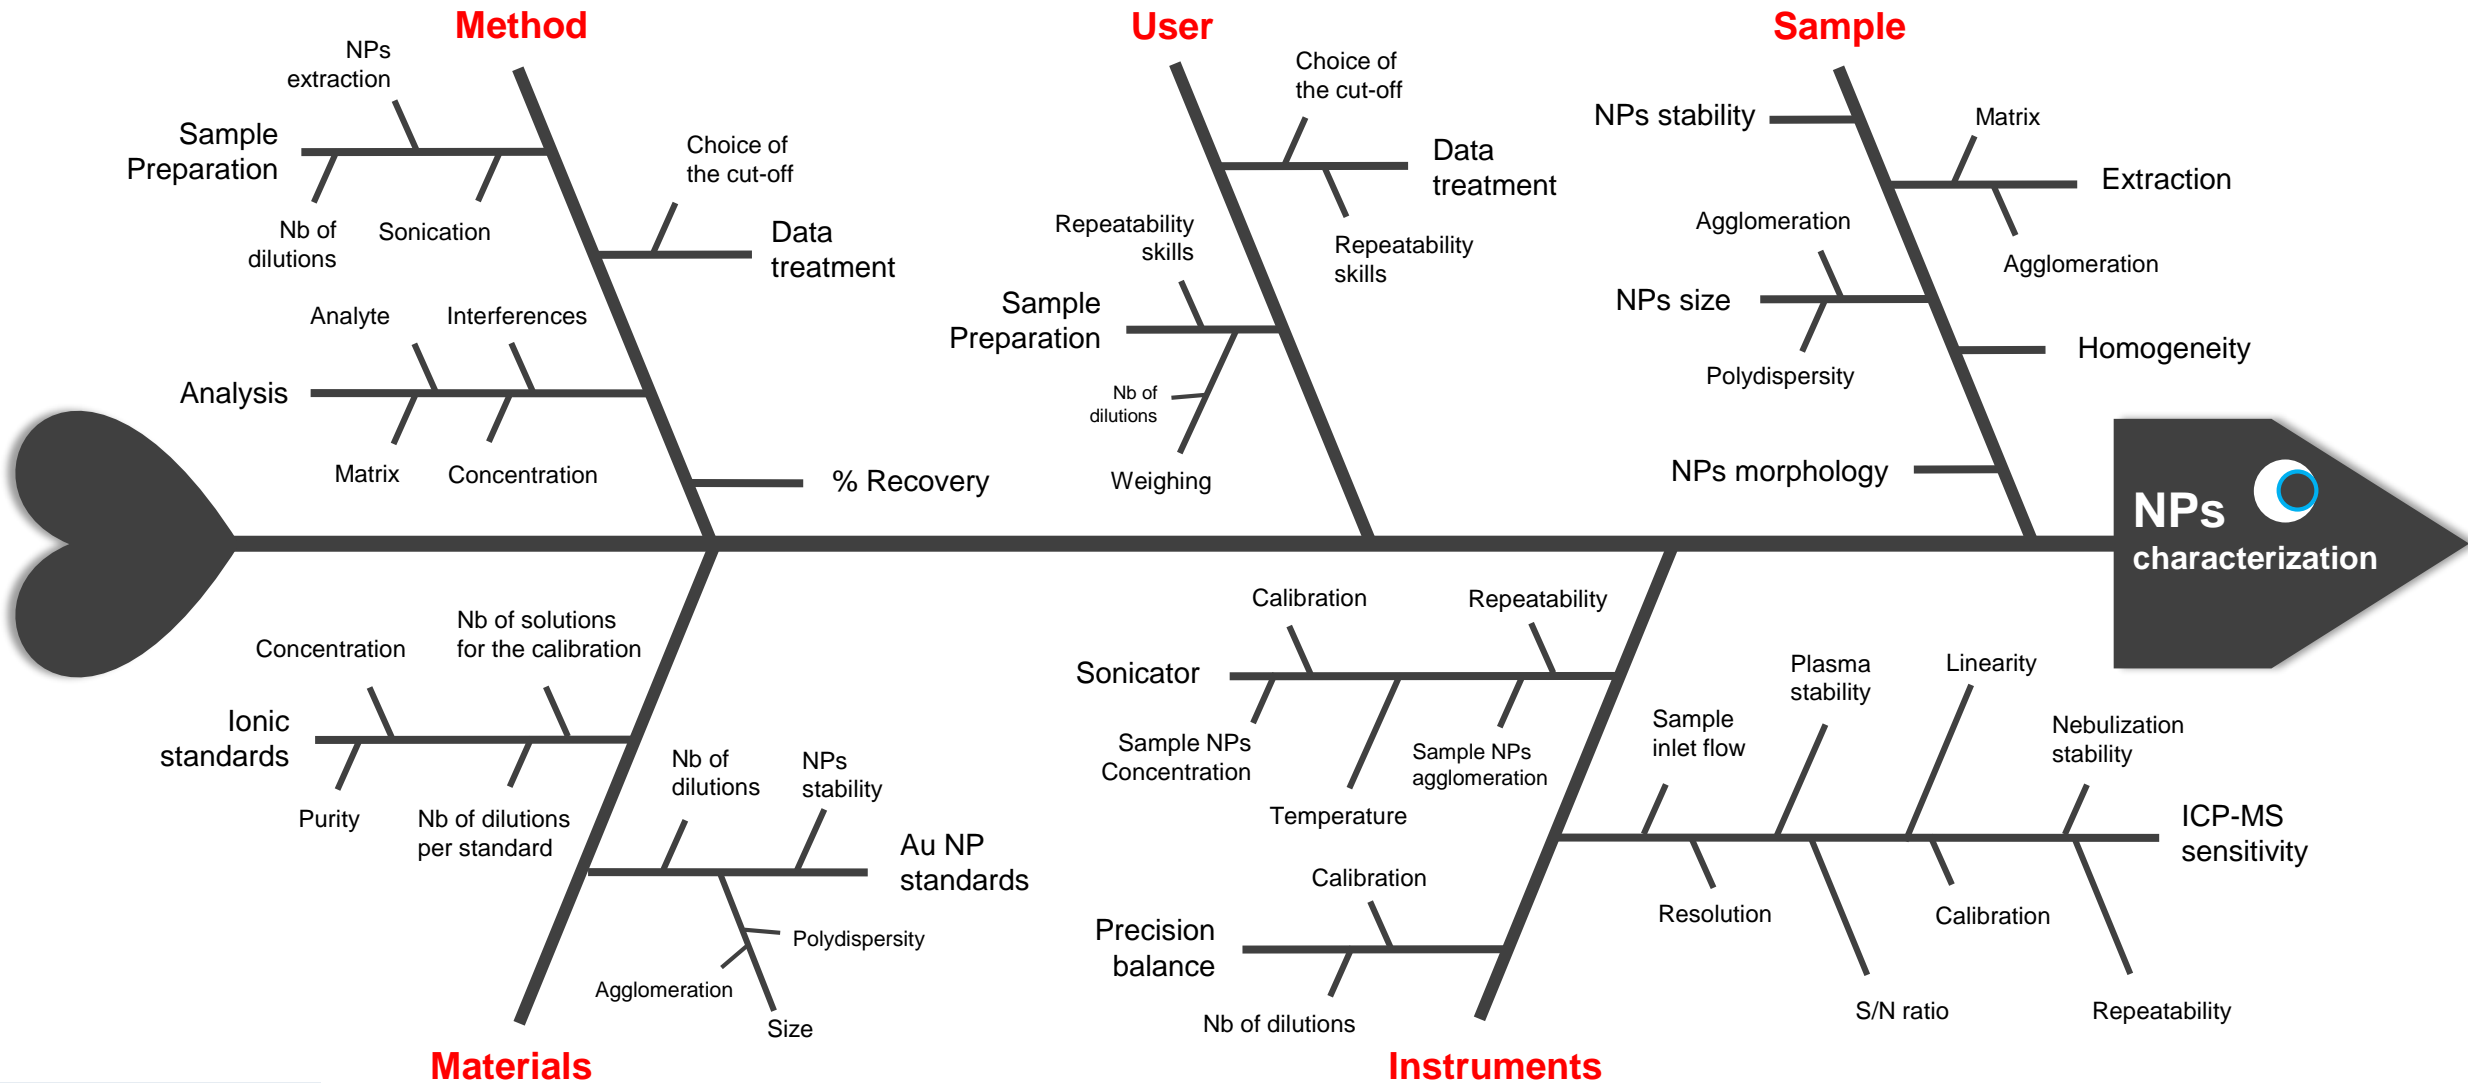 Method
NPs
extraction
Sample
Preparation
Nb of
dilutions
Sonication
Choice of
the cut-off
Data
treatment
Analyte
Interferences
Analysis
Matrix
Concentration
% Recovery
User
Choice of
the cut-off
Data
treatment
Repeatability
skills
Repeatability
skills
Sample
Preparation
Nb of
dilutions
Weighing
Sample
NPs stability
Matrix
Extraction
Agglomeration
Agglomeration
NPs size
Polydispersity
Homogeneity
NPs morphology
NPs
characterization
Concentration
Nb of solutions
for the calibration
Ionic
standards
Purity
Nb of dilutions
per standard
Nb of
dilutions
NPs
stability
Au NP
standards
Polydispersity
Agglomeration
Size
Materials
Calibration
Repeatability
Sonicator
Sample NPs
Concentration
Temperature
Sample NPs
agglomeration
Sample
inlet flow
Plasma
stability
Linearity
Nebulization
stability
ICP-MS
sensitivity
Resolution
S/N ratio
Calibration
Repeatability
Calibration
Precision
balance
Nb of dilutions
Instruments